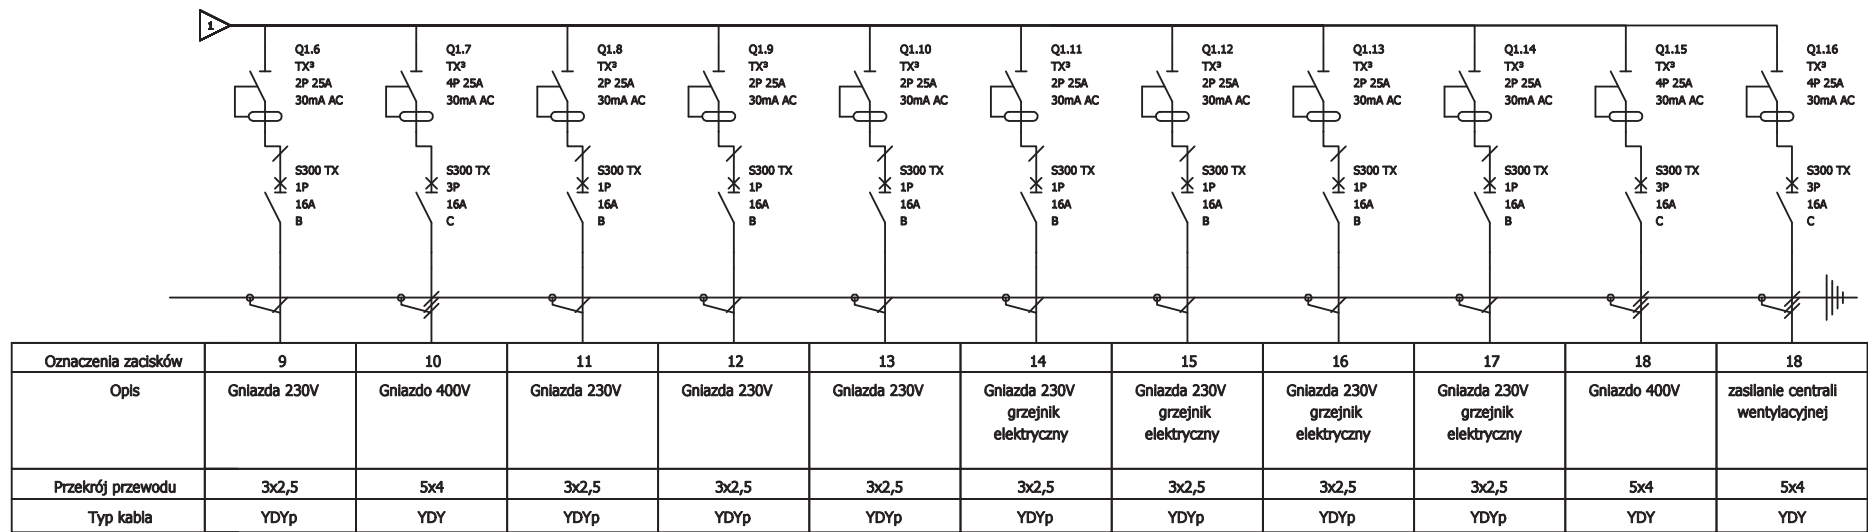 1
Q1.6
TX³
2P 25A
30mA AC
Q1.7
TX³
4P 25A
30mA AC
Q1.8
TX³
2P 25A
30mA AC
Q1.9
TX³
2P 25A
30mA AC
Q1.10
TX³
2P 25A
30mA AC
Q1.11
TX³
2P 25A
30mA AC
Q1.12
TX³
2P 25A
30mA AC
Q1.13
TX³
2P 25A
30mA AC
Q1.14
TX³
2P 25A
30mA AC
Q1.15
TX³
4P 25A
30mA AC
Q1.16
TX³
4P 25A
30mA AC
S300 TX
1P
16A
B
S300 TX
3P
16A
C
S300 TX
1P
16A
B
S300 TX
1P
16A
B
S300 TX
1P
16A
B
S300 TX
1P
16A
B
S300 TX
1P
16A
B
S300 TX
1P
16A
B
S300 TX
1P
16A
B
S300 TX
3P
16A
C
S300 TX
3P
16A
C
Oznaczenia zacisków 9 10 11 12 13 14 15 16 17 18 18
Opis
Gniazda 230V
Gniazdo 400V
Gniazda 230V
Gniazda 230V
Gniazda 230V
Gniazda 230V
grzejnik
elektryczny
Gniazda 230V
grzejnik
elektryczny
Gniazda 230V
grzejnik
elektryczny
Gniazda 230V
grzejnik
elektryczny
Gniazdo 400V
zasilanie centrali
wentylacyjnej
Przekrój przewodu 3x2,5 5x4 3x2,5 3x2,5 3x2,5 3x2,5 3x2,5 3x2,5 3x2,5 5x4 5x4
Typ kabla YDYp YDY YDYp YDYp YDYp YDYp YDYp YDYp YDYp YDY YDY